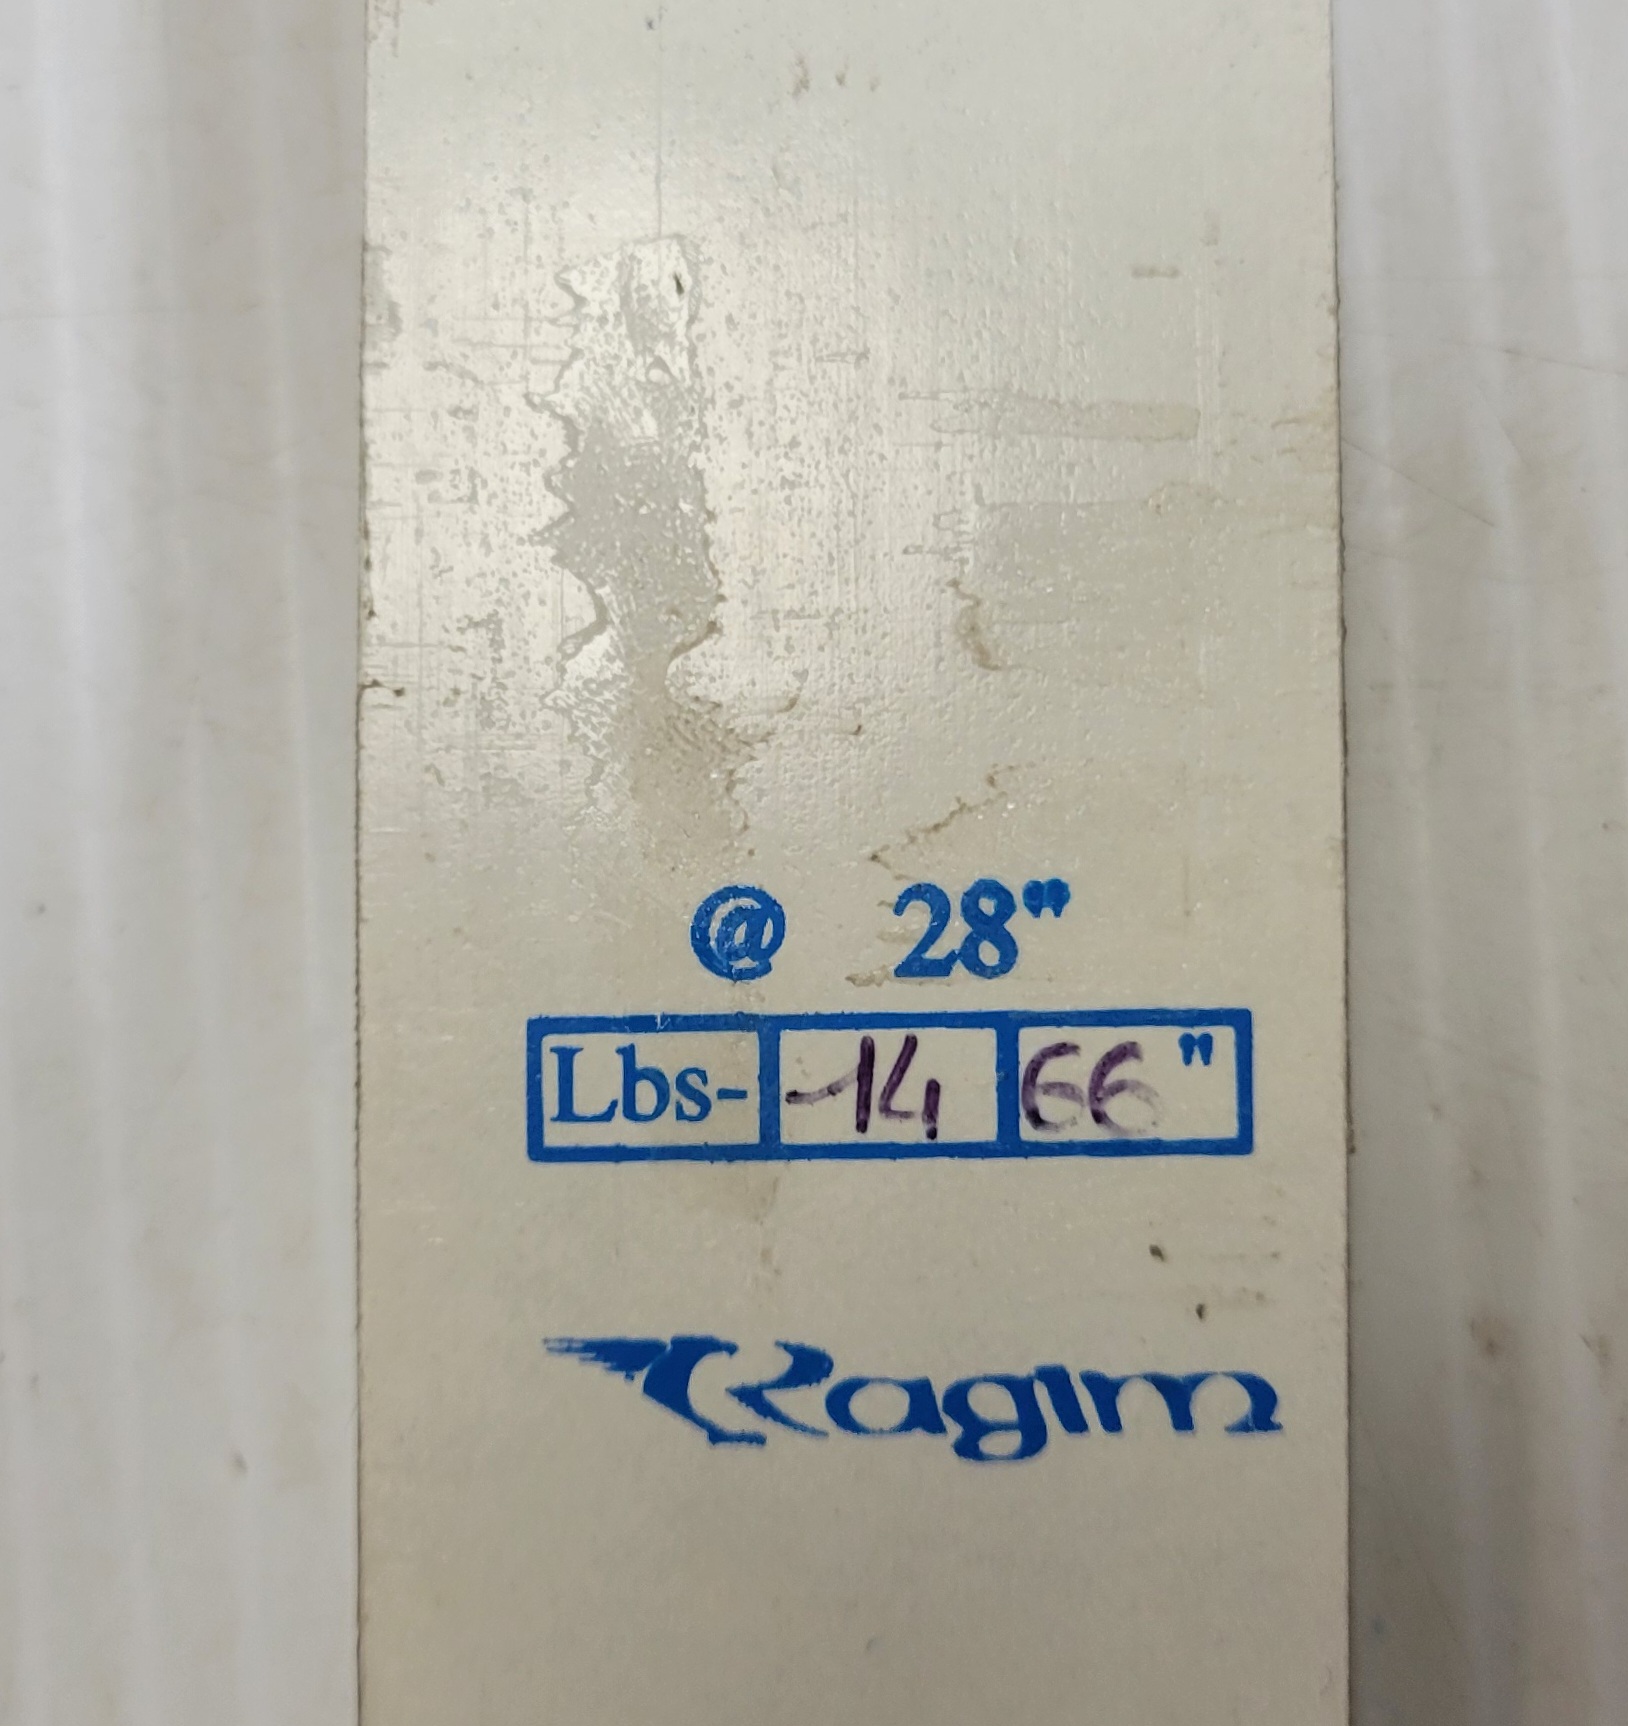 @ 28"
Lbs- -14 66"
Ragim